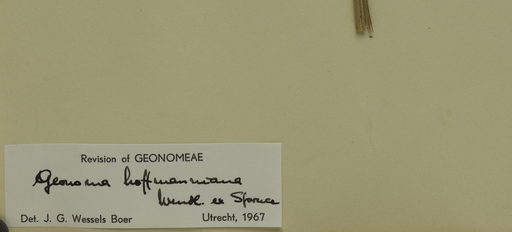 Revision of GEONOMEAE
Geonoma hoffmanniana
Wendl. ex Spruce
Det. J. G. Wessels Boer Utrecht, 1967